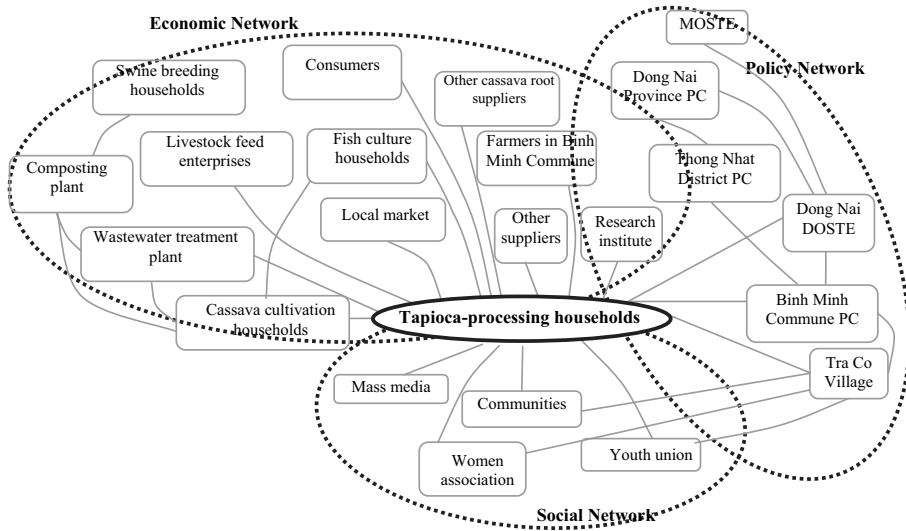 Economic Network
MOSTE
Policy Network
Swine breeding
households
Consumers
Other cassava root
suppliers
Dong Nai
Province PC
Livestock feed
enterprises
Fish culture
households
Farmers in Binh
Minh Commune
Thong Nhat
District PC
Composting
plant
Local market
Other
suppliers
Research
institute
Dong Nai
DOSTE
Wastewater treatment
plant
Cassava cultivation
households
Tapioca-processing households
Binh Minh
Commune PC
Tra Co
Village
Mass media
Communities
Women
association
Youth union
Social Network